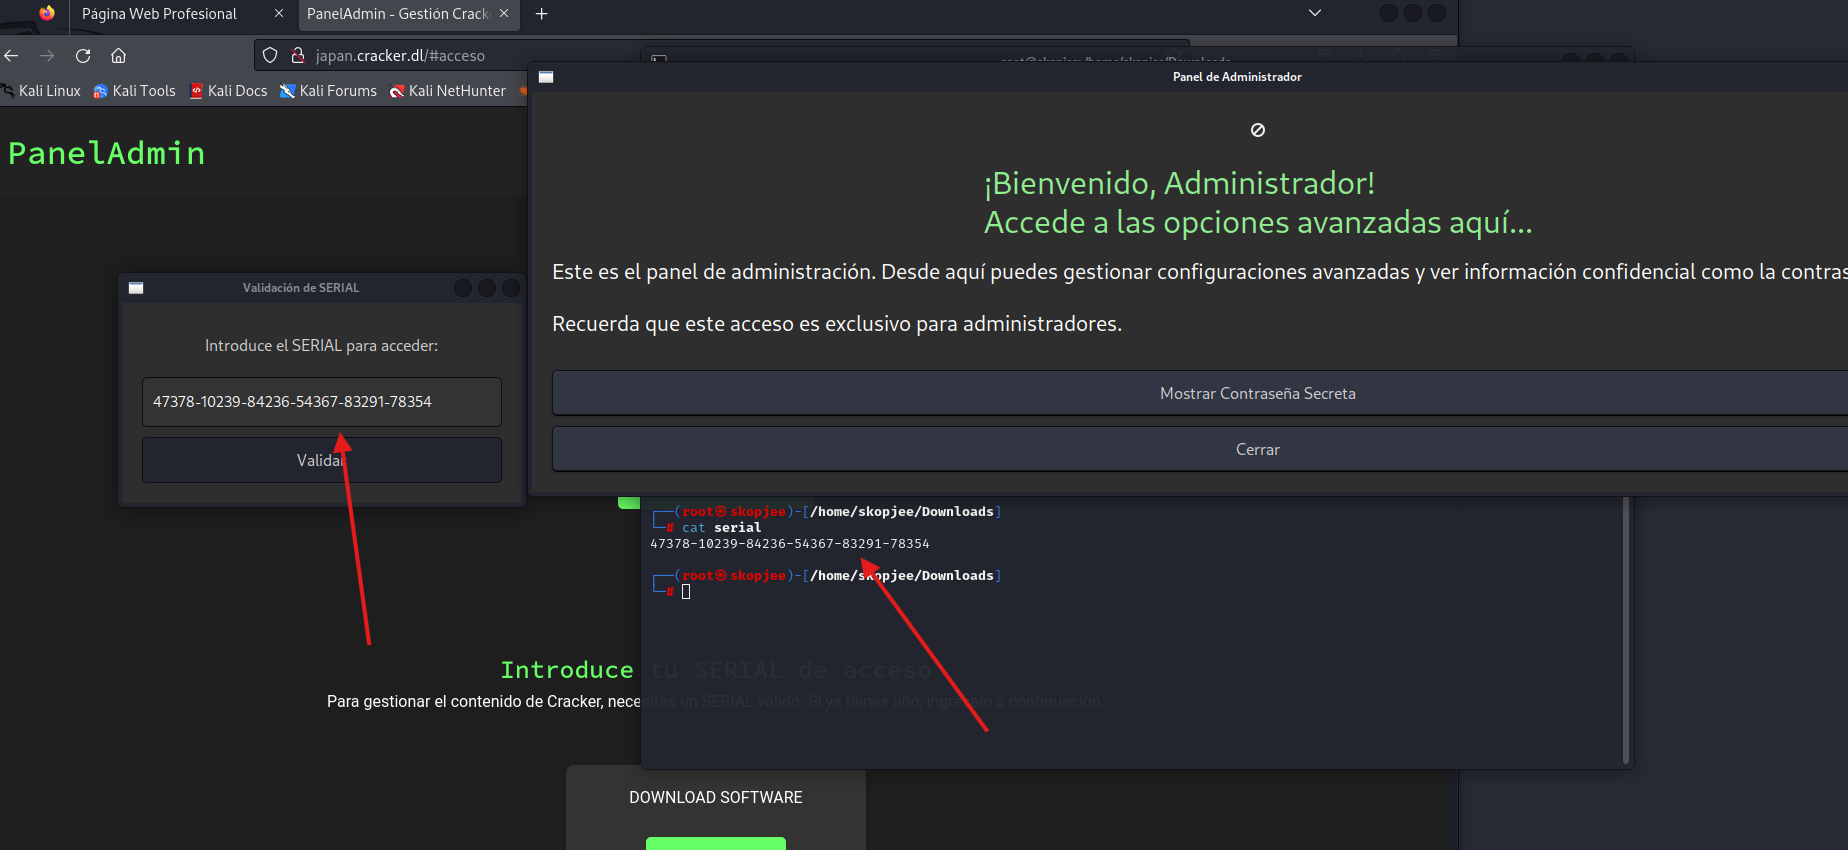 Página Web Profesional
PanelAdmin - Gestión Crack
japan.cracker.dl/#acceso
Kali Linux
Kali Tools
Kali Docs
Kali Forums
Kali NetHunter
root@skopjee: /home/skopjee/Downloads
Panel de Administrador
PanelAdmin
¡Bienvenido, Administrador!
Accede a las opciones avanzadas aquí...
Este es el panel de administración. Desde aquí puedes gestionar configuraciones avanzadas y ver información confidencial como la contras
Recuerda que este acceso es exclusivo para administradores.
Mostrar Contraseña Secreta
Cerrar
Validación de SERIAL
Introduce el SERIAL para acceder:
47378-10239-84236-54367-83291-78354
Validar
┌──(root㉿skopjee)-[/home/skopjee/Downloads]
└─# cat serial
47378-10239-84236-54367-83291-78354
┌──(root㉿skopjee)-[/home/skopjee/Downloads]
└─#
Introduce tu SERIAL de acceso
Para gestionar el contenido de Cracker, necesitas un SERIAL válido. Si ya tienes uno, ingrésalo a continuación.
DOWNLOAD SOFTWARE